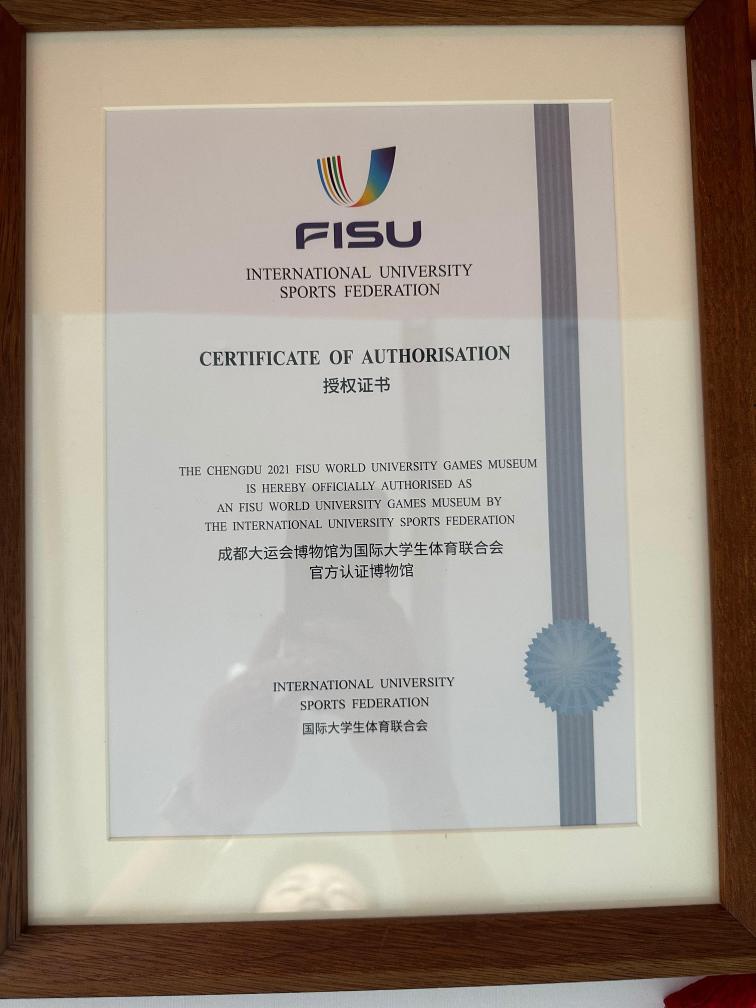 FISU
INTERNATIONAL UNIVERSITY
SPORTS FEDERATION
CERTIFICATE OF AUTHORISATION
授权证书
THE CHENGDU 2021 FISU WORLD UNIVERSITY GAMES MUSEUM
IS HEREBY OFFICIALLY AUTHORISED AS
AN FISU WORLD UNIVERSITY GAMES MUSEUM BY
THE INTERNATIONAL UNIVERSITY SPORTS FEDERATION
成都大运会博物馆为国际大学生体育联合会
官方认证博物馆
INTERNATIONAL UNIVERSITY
SPORTS FEDERATION
国际大学生体育联合会